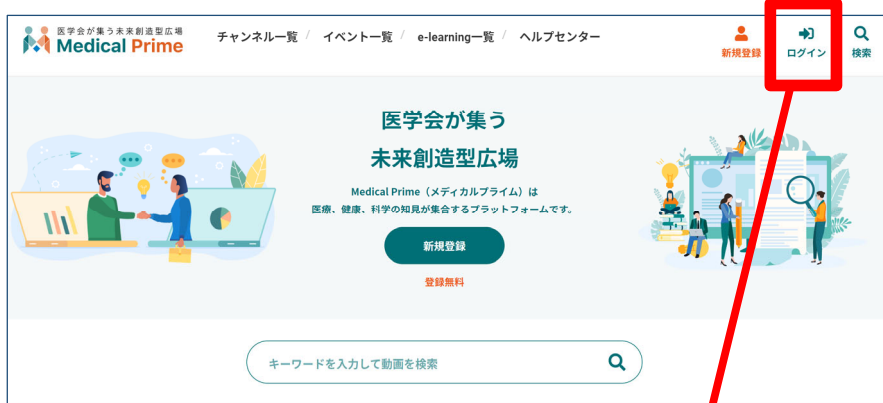 医学会が集う未来創造型広場
Medical Prime
チャンネル一覧 / イベント一覧 / e-learning一覧 / ヘルプセンター
新規登録
ログイン
検索
医学会が集う
未来創造型広場
Medical Prime（メディカルプライム）は
医療、健康、科学の知見が集合するプラットフォームです。
新規登録
登録無料
キーワードを入力して動画を検索